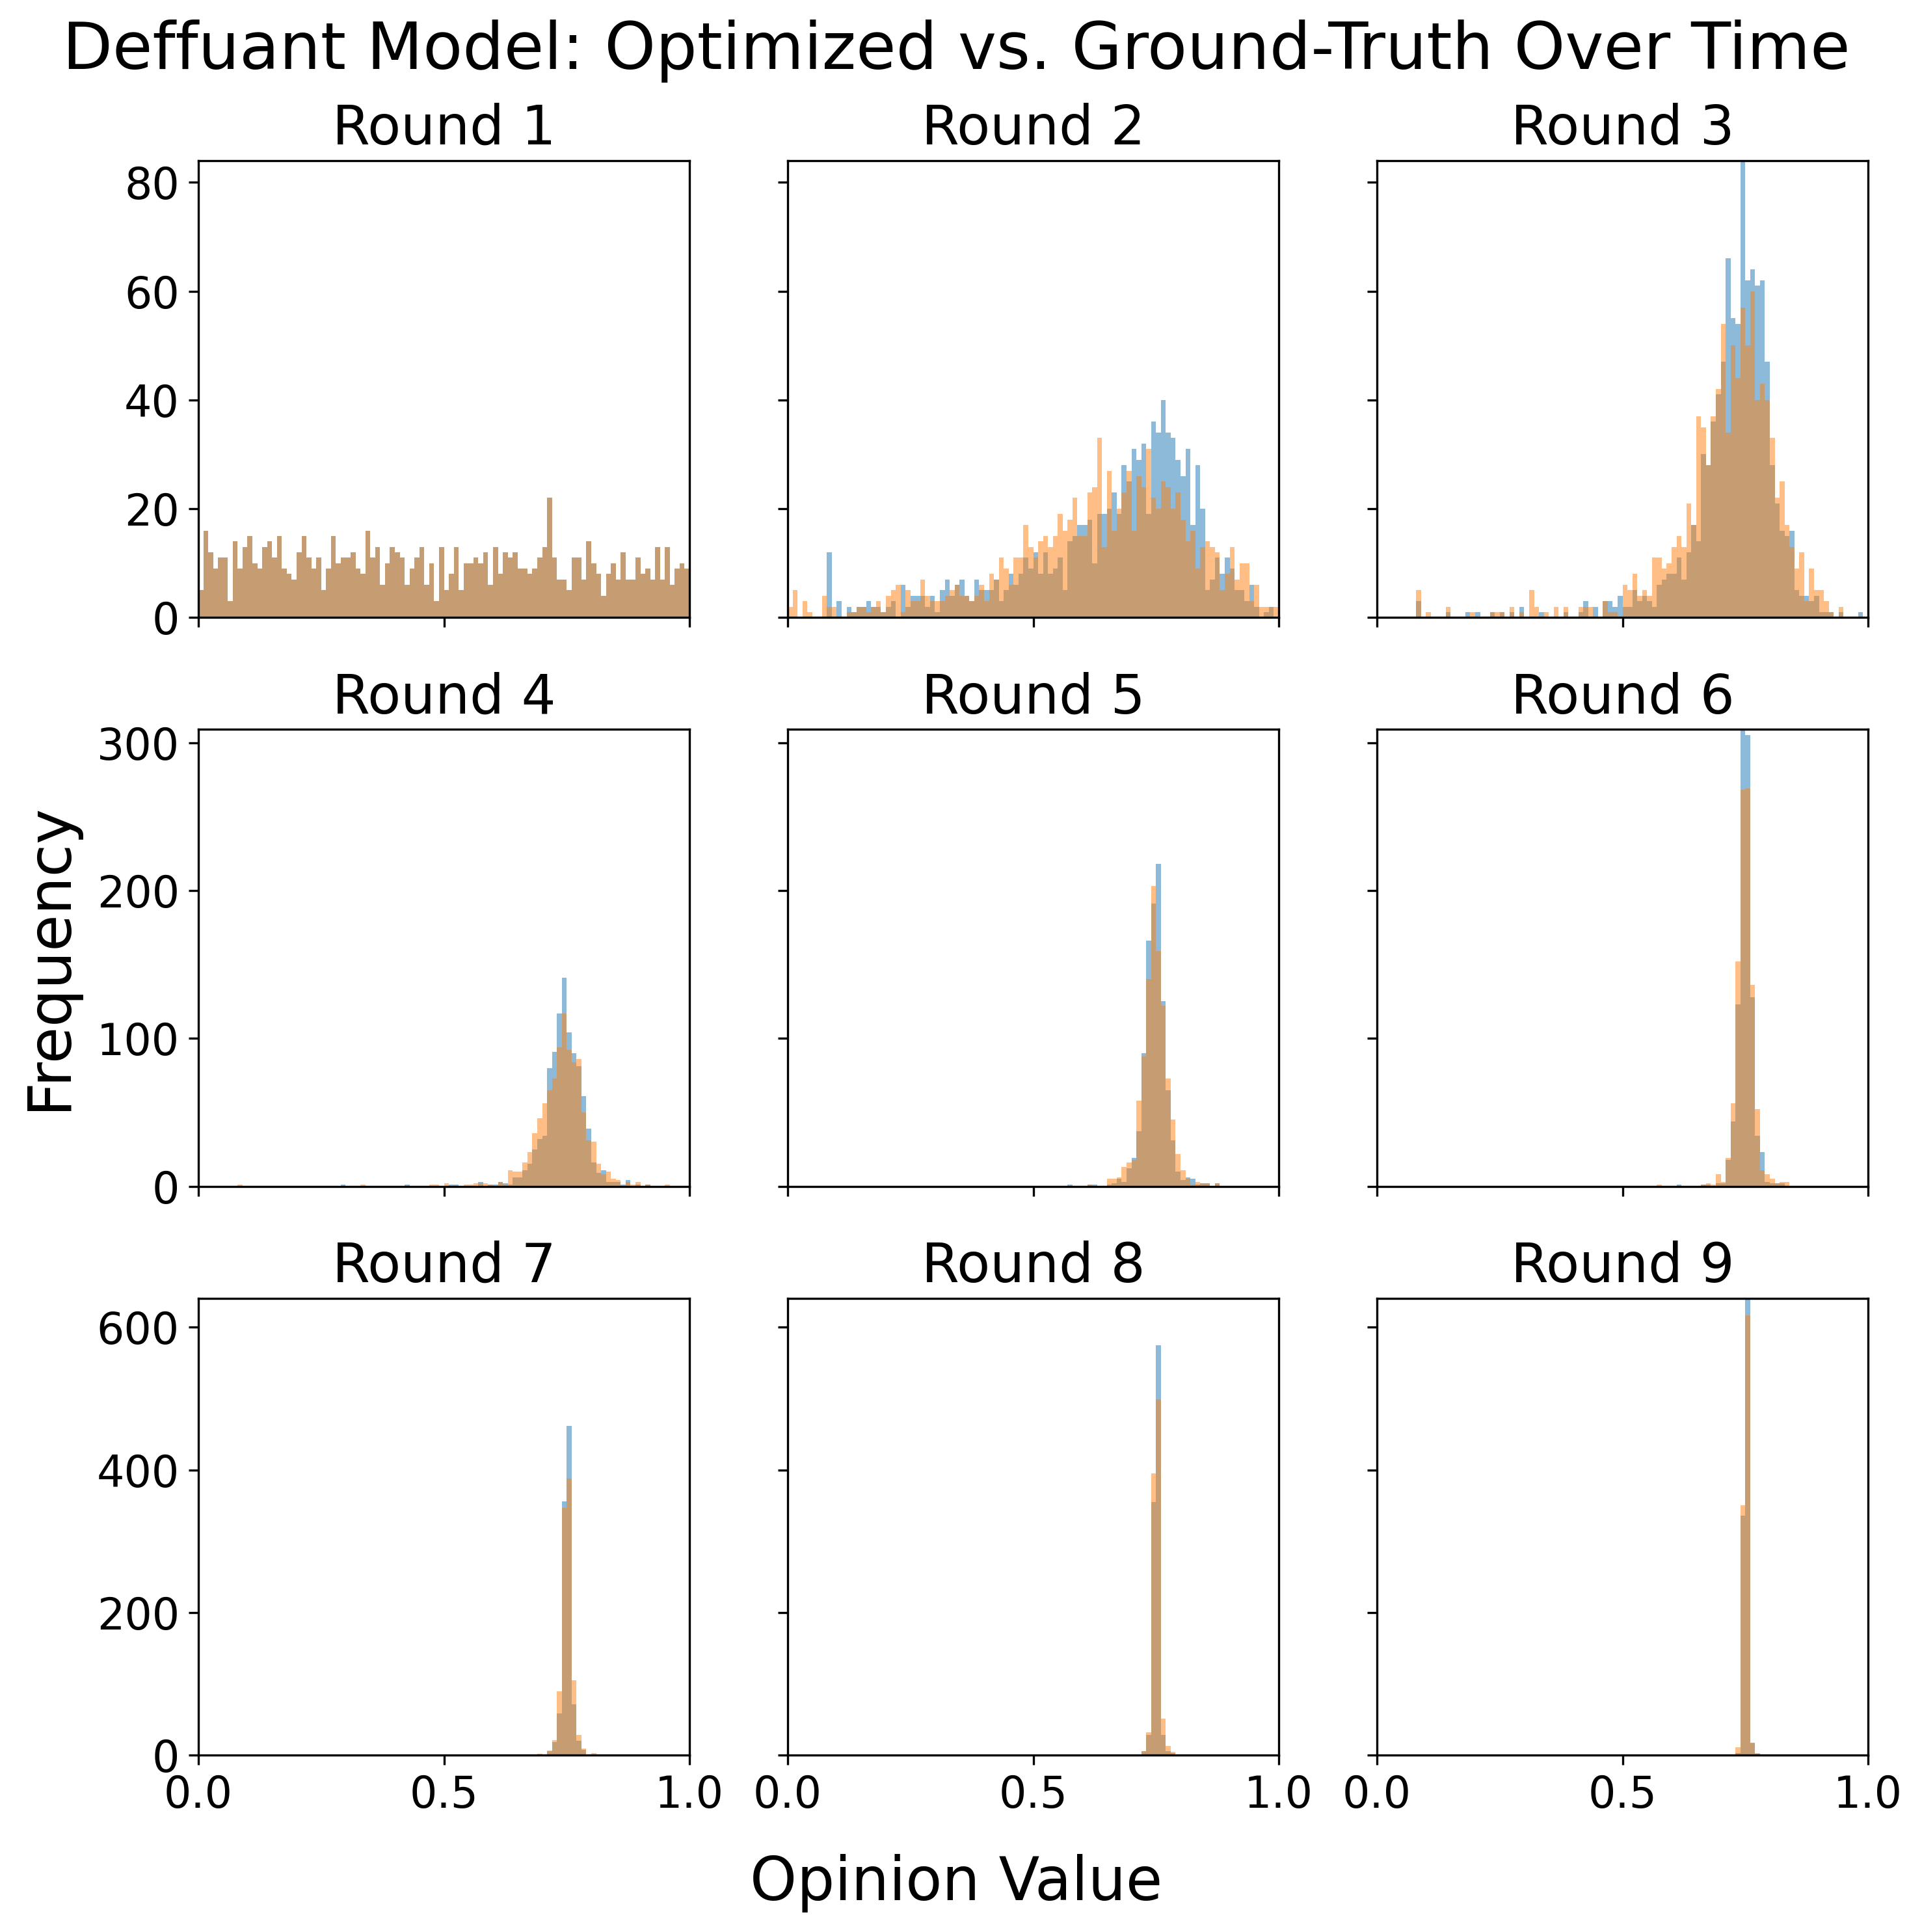 Deffuant Model: Optimized vs. Ground-Truth Over Time
Round 1
Round 2
Round 3
80
60
40
20
0
Round 4
Round 5
Round 6
300
200
100
0
Frequency
Round 7
Round 8
Round 9
600
400
200
0
0.0 0.5 1.0 0.0 0.5 1.0 0.0 0.5 1.0
Opinion Value